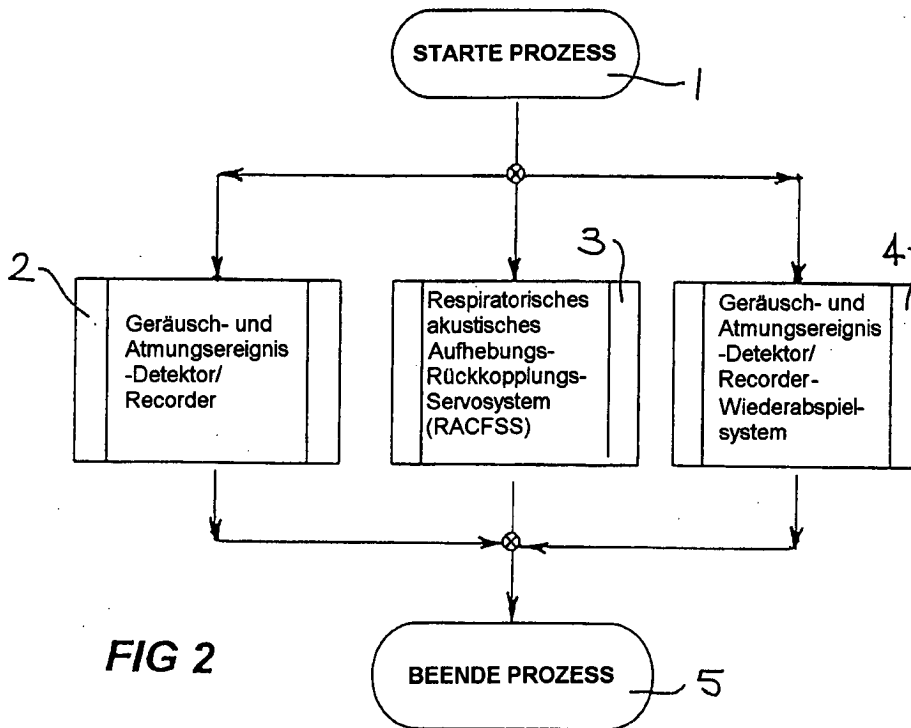 STARTE PROZESS
1
2
Geräusch- und
Atmungsereignis
-Detektor/
Recorder
3
Respiratorisches
akustisches
Aufhebungs-
Rückkopplungs-
Servosystem
(RACFSS)
4
Geräusch- und
Atmungsereignis
-Detektor/
Recorder-
Wiederabspiel-
system
FIG 2
BEENDE PROZESS
5